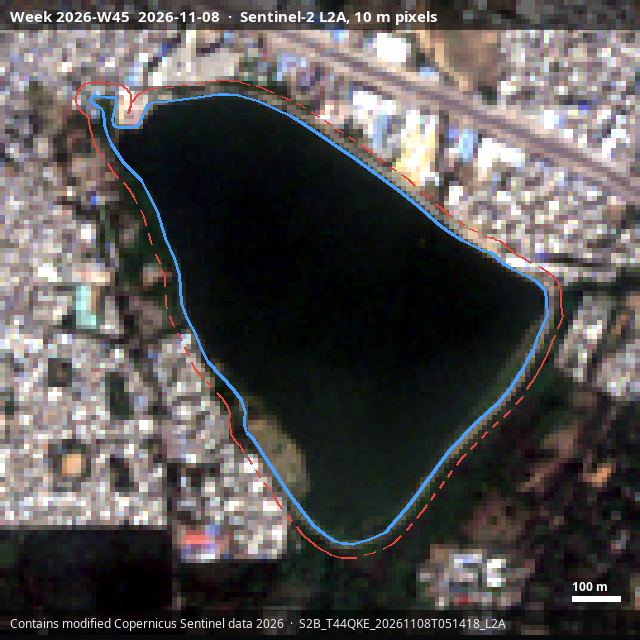 Week 2026-W45  2026-11-08  ·  Sentinel-2 L2A, 10 m pixels
100 m
Contains modified Copernicus Sentinel data 2026  ·  S2B_T44QKE_20261108T051418_L2A